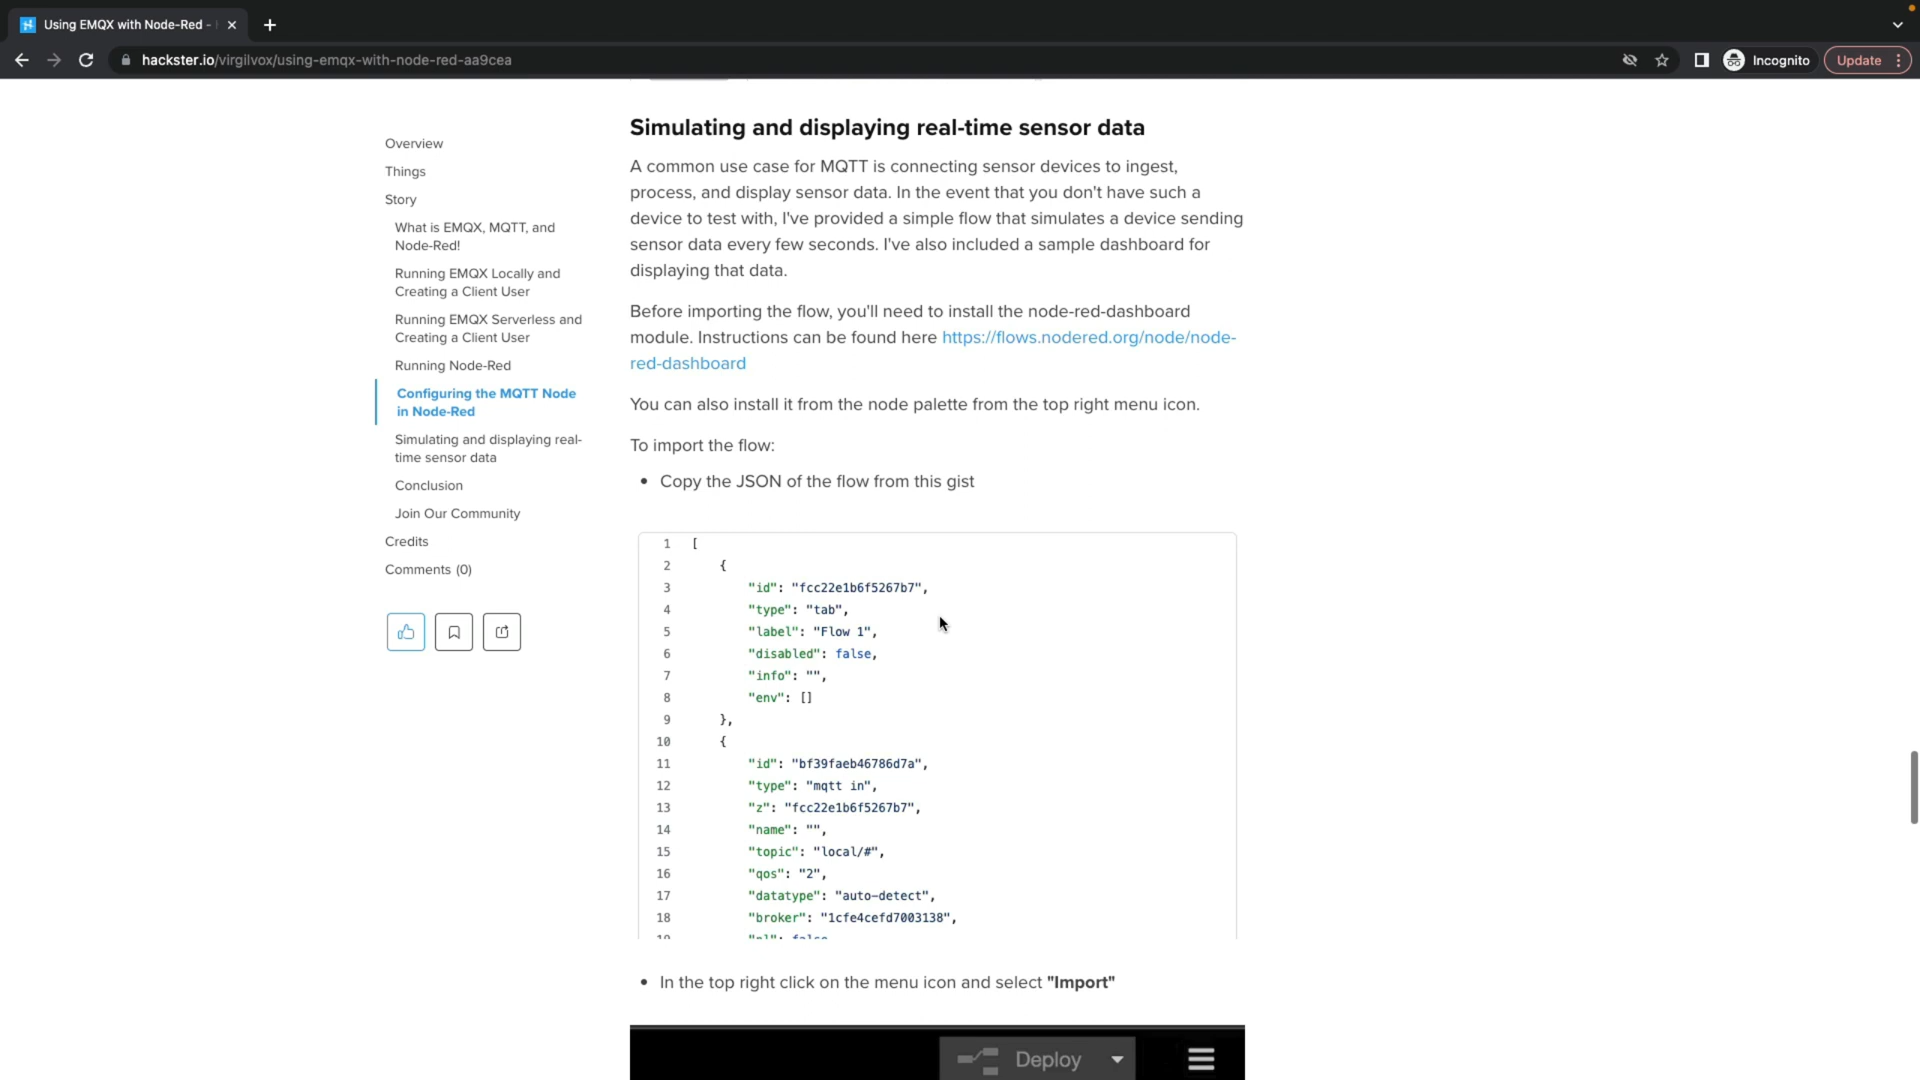 Using EMQX with Node-Red -
hackster.io/virgilvox/using-emqx-with-node-red-aa9cea
Incognito
Update
Overview
Things
Story
What is EMQX, MQTT, and
Node-Red!
Running EMQX Locally and
Creating a Client User
Running EMQX Serverless and
Creating a Client User
Running Node-Red
Configuring the MQTT Node
in Node-Red
Simulating and displaying real-
time sensor data
Conclusion
Join Our Community
Credits
Comments (0)
Simulating and displaying real-time sensor data
A common use case for MQTT is connecting sensor devices to ingest,
process, and display sensor data. In the event that you don't have such a
device to test with, I've provided a simple flow that simulates a device sending
sensor data every few seconds. I've also included a sample dashboard for
displaying that data.
Before importing the flow, you'll need to install the node-red-dashboard
module. Instructions can be found here https://flows.nodered.org/node/node-
red-dashboard
You can also install it from the node palette from the top right menu icon.
To import the flow:
• Copy the JSON of the flow from this gist
1 [
2 {
3 "id": "fcc22e1b6f5267b7",
4 "type": "tab",
5 "label": "Flow 1",
6 "disabled": false,
7 "info": "",
8 "env": []
9 },
10 {
11 "id": "bf39faeb46786d7a",
12 "type": "mqtt in",
13 "z": "fcc22e1b6f5267b7",
14 "name": "",
15 "topic": "local/#",
16 "qos": "2",
17 "datatype": "auto-detect",
18 "broker": "1cfe4cefd7003138",
• In the top right click on the menu icon and select "Import"
Deploy